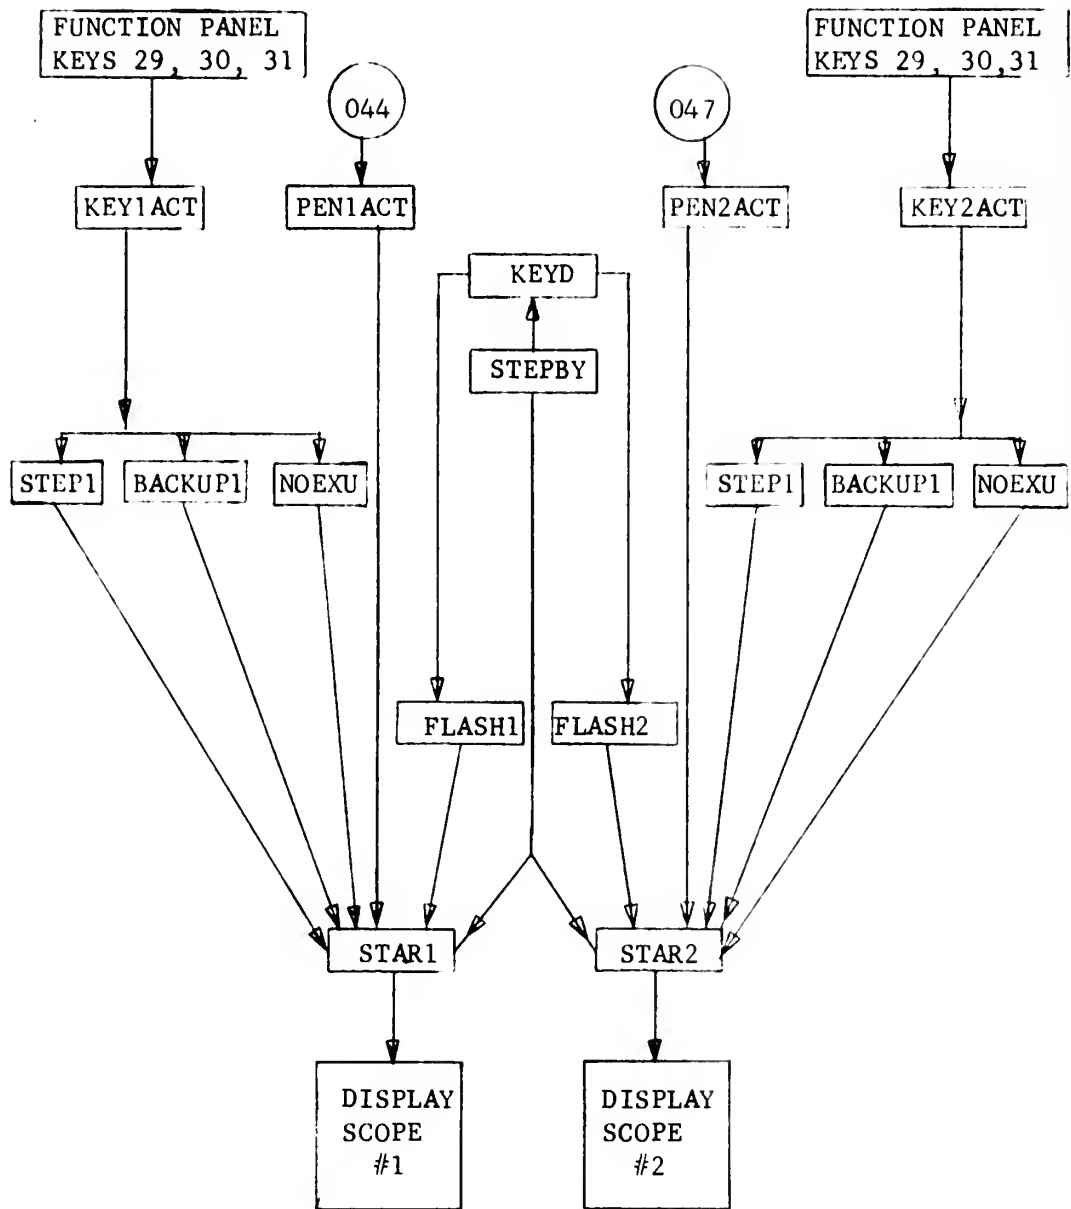 FUNCTION PANEL
KEYS 29, 30, 31
FUNCTION PANEL
KEYS 29, 30,31
044
047
KEY1ACT
PEN1ACT
PEN2ACT
KEY2ACT
KEYD
STEPBY
STEP1
BACKUP1
NOEXU
STEP1
BACKUP1
NOEXU
FLASH1
FLASH2
STAR1
STAR2
DISPLAY
SCOPE
#1
DISPLAY
SCOPE
#2